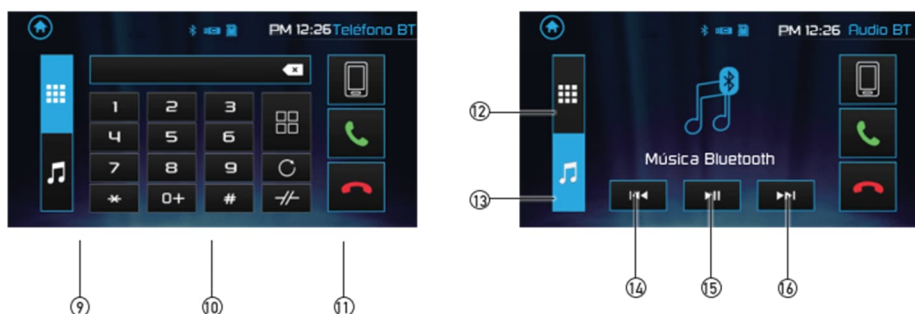 PM 12:26 Teléfono BT
1 2 3
4 5 6
7 8 9
* 0+ #
9 10 11
PM 12:26 Audio BT
12
Música Bluetooth
13
14 15 16